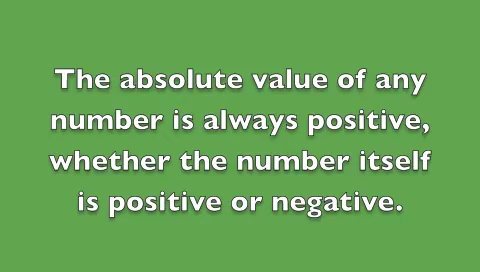 The absolute value of any
number is always positive,
whether the number itself
is positive or negative.